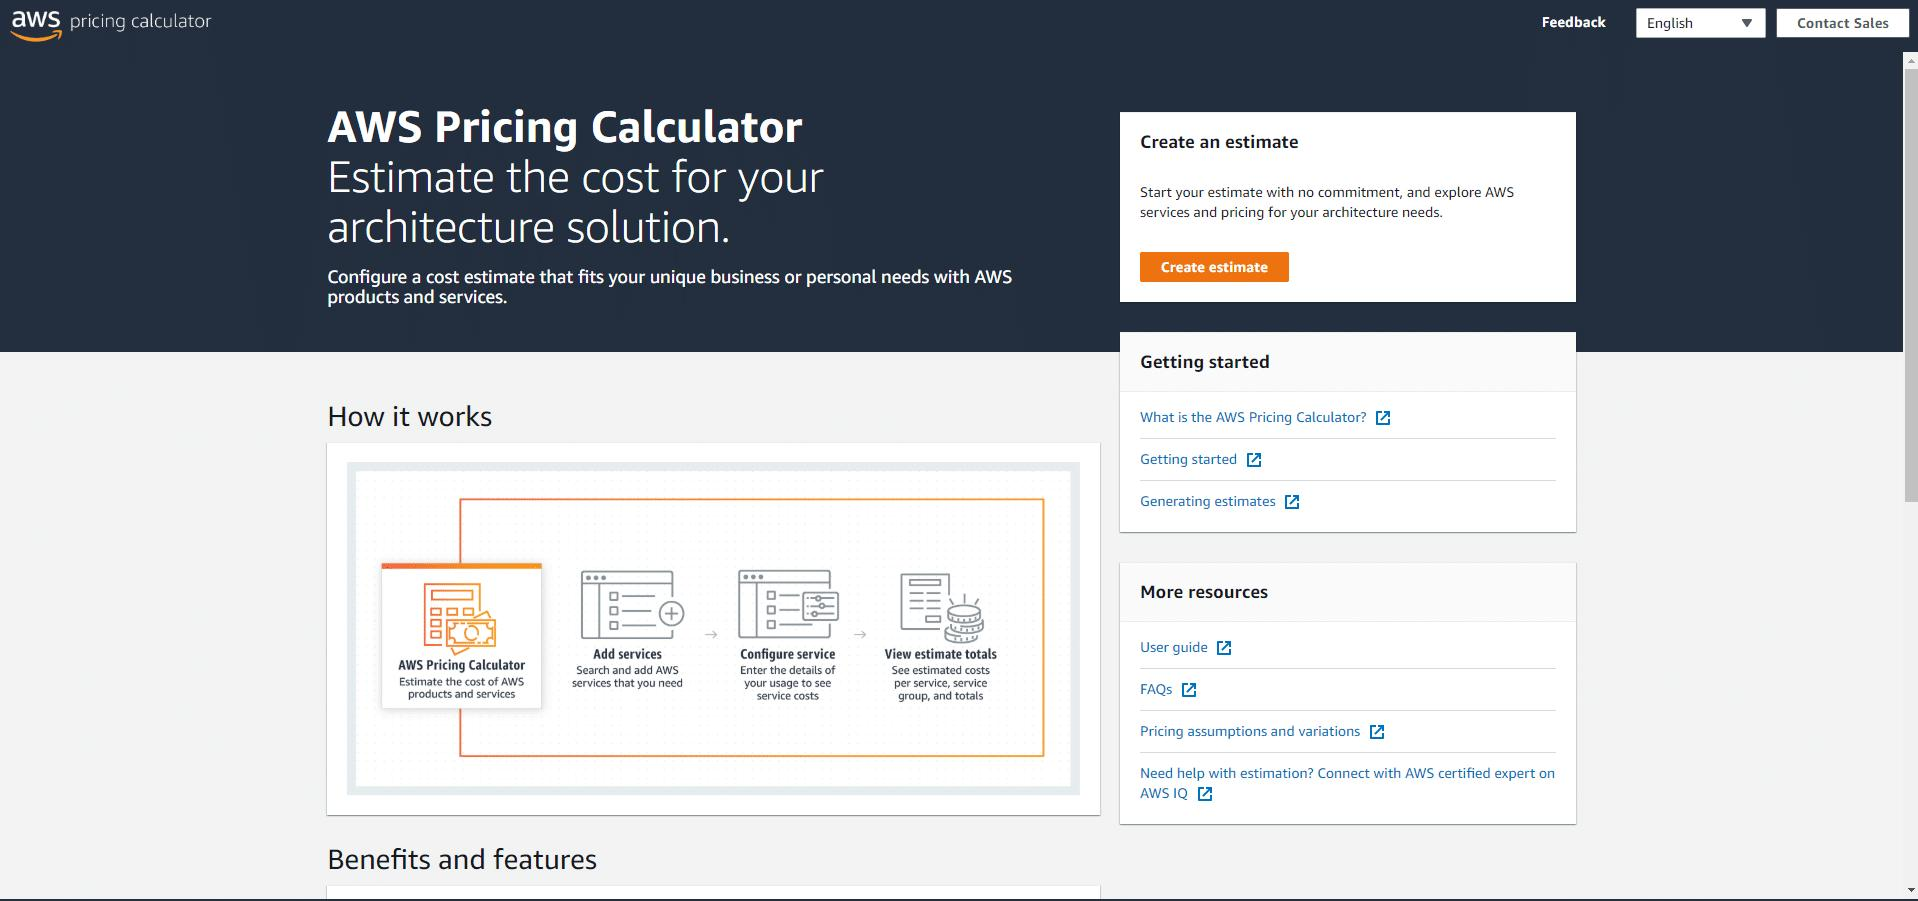 aws pricing calculator
Feedback
English
Contact Sales
AWS Pricing Calculator
Estimate the cost for your
architecture solution.
Configure a cost estimate that fits your unique business or personal needs with AWS
products and services.
Create an estimate
Start your estimate with no commitment, and explore AWS
services and pricing for your architecture needs.
Create estimate
How it works
AWS Pricing Calculator
Estimate the cost of AWS
products and services
Add services
Search and add AWS
services that you need
Configure service
Enter the details of
your usage to see
service costs
View estimate totals
See estimated costs
per service, service
group, and totals
Benefits and features
Getting started
What is the AWS Pricing Calculator?
Getting started
Generating estimates
More resources
User guide
FAQs
Pricing assumptions and variations
Need help with estimation? Connect with AWS certified expert on
AWS IQ